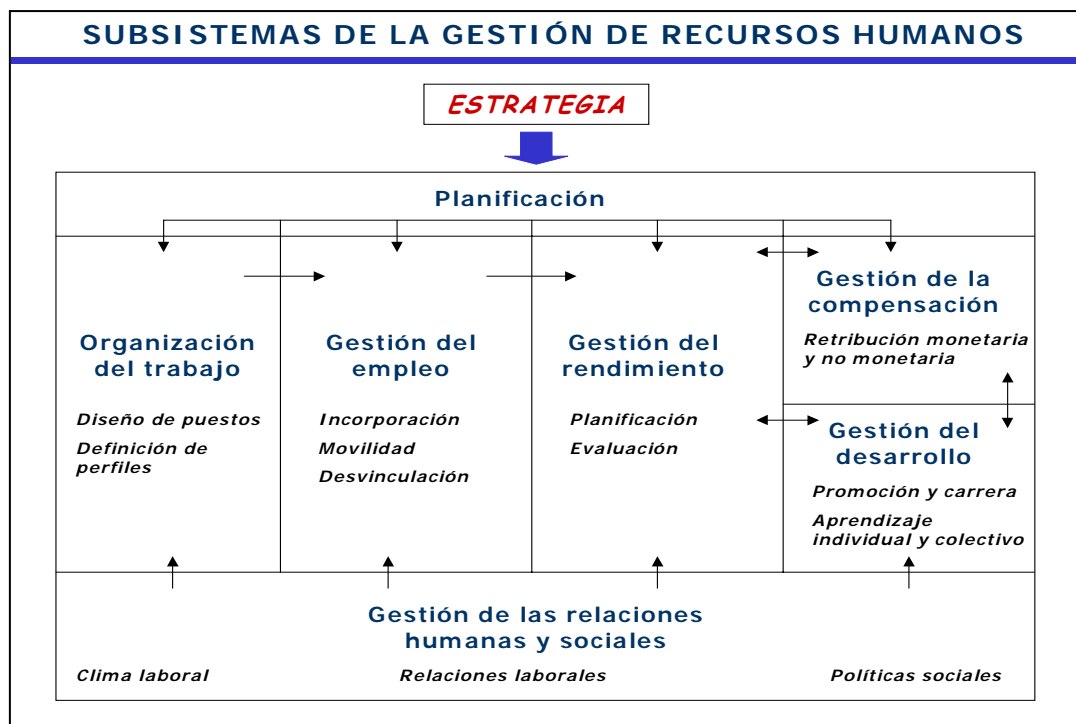 SUBSISTEMAS DE LA GESTIÓN DE RECURSOS HUMANOS
ESTRATEGIA
Planificación
Organización
del trabajo
Diseño de puestos
Definición de
perfiles
Gestión del
empleo
Incorporación
Movilidad
Desvinculación
Gestión del
rendimiento
Planificación
Evaluación
Gestión de la
compensación
Retribución monetaria
y no monetaria
Gestión del
desarrollo
Promoción y carrera
Aprendizaje
individual y colectivo
Gestión de las relaciones
humanas y sociales
Clima laboral
Relaciones laborales
Políticas sociales